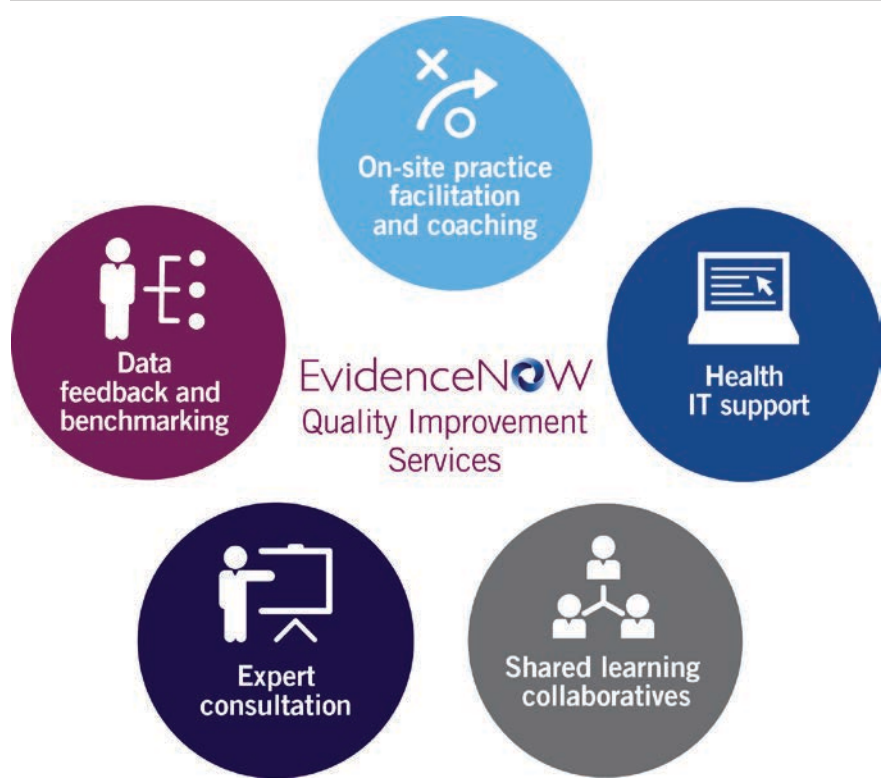 On-site practice
facilitation
and coaching
Data
feedback and
benchmarking
EvidenceNOW
Quality Improvement
Services
Health
IT support
Expert
consultation
Shared learning
collaboratives